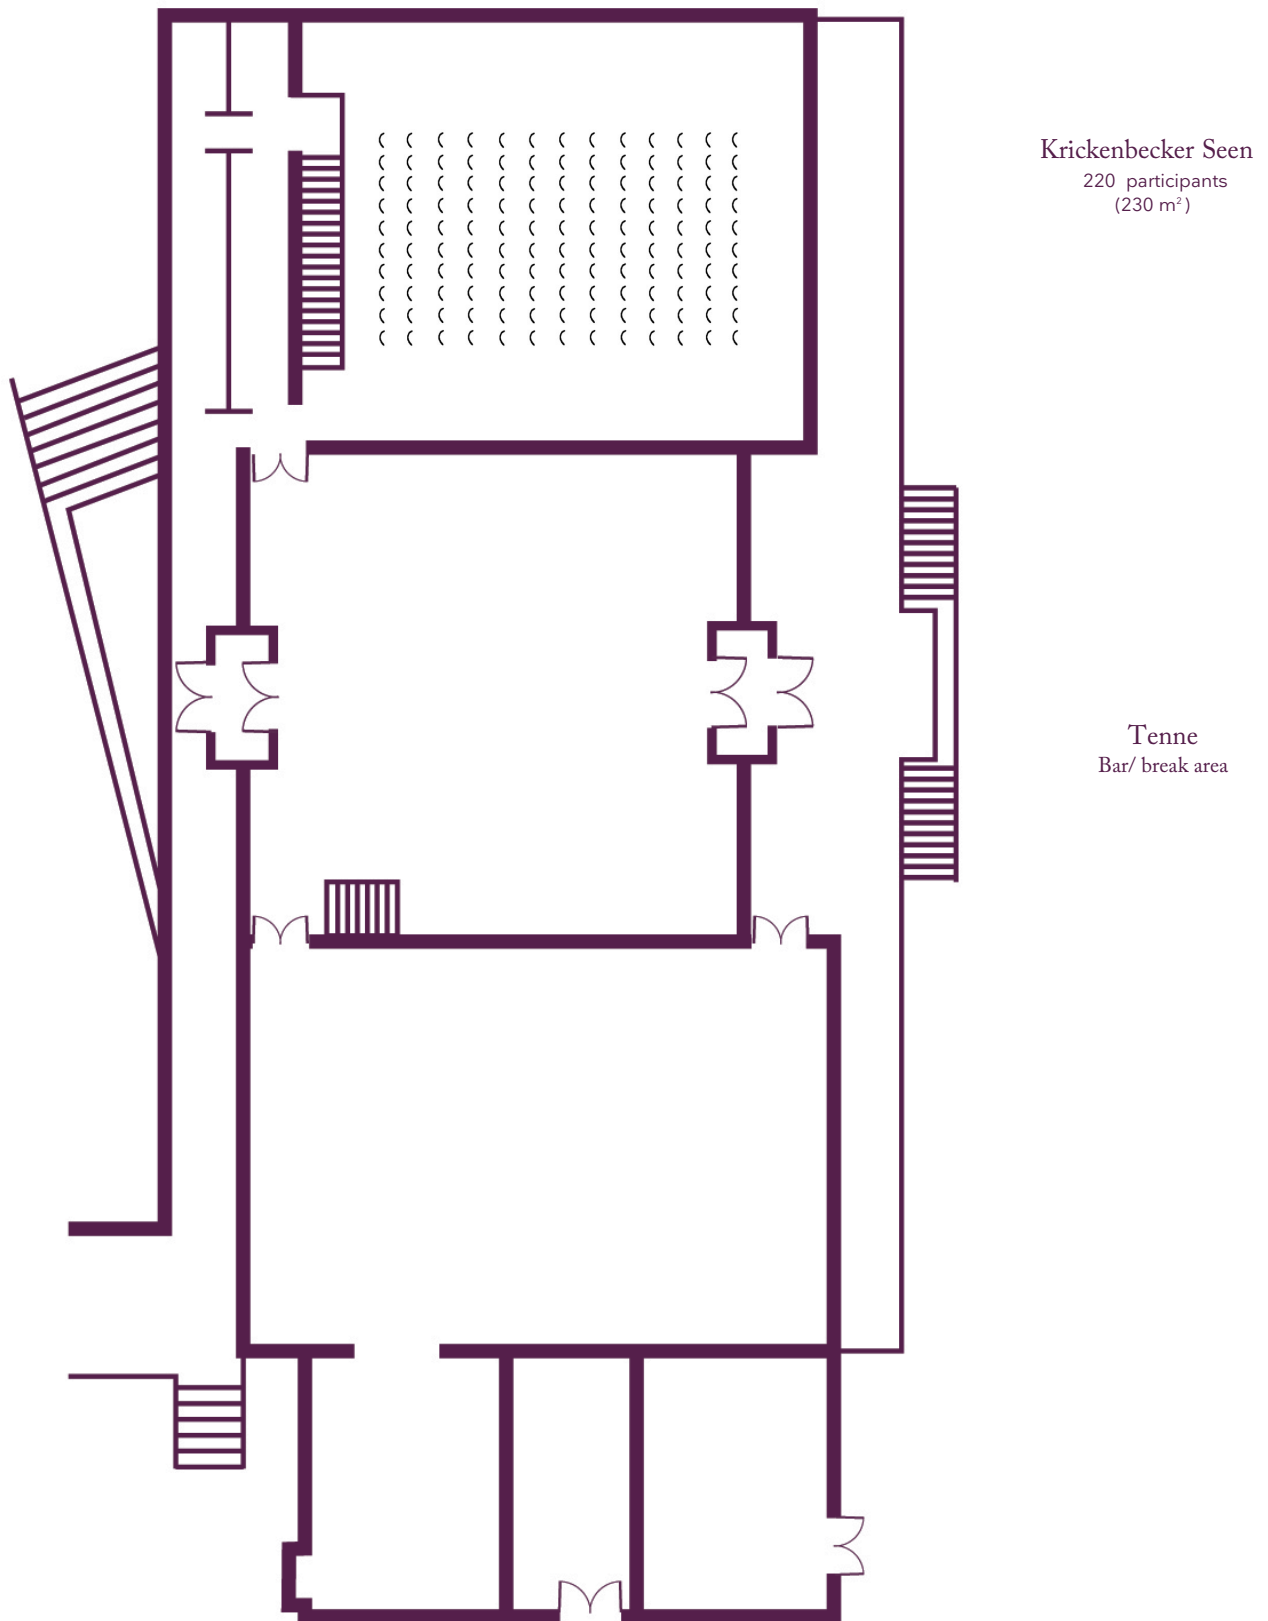 Krickenbecker Seen
220 participants
(230 m²)
Tenne
Bar/ break area